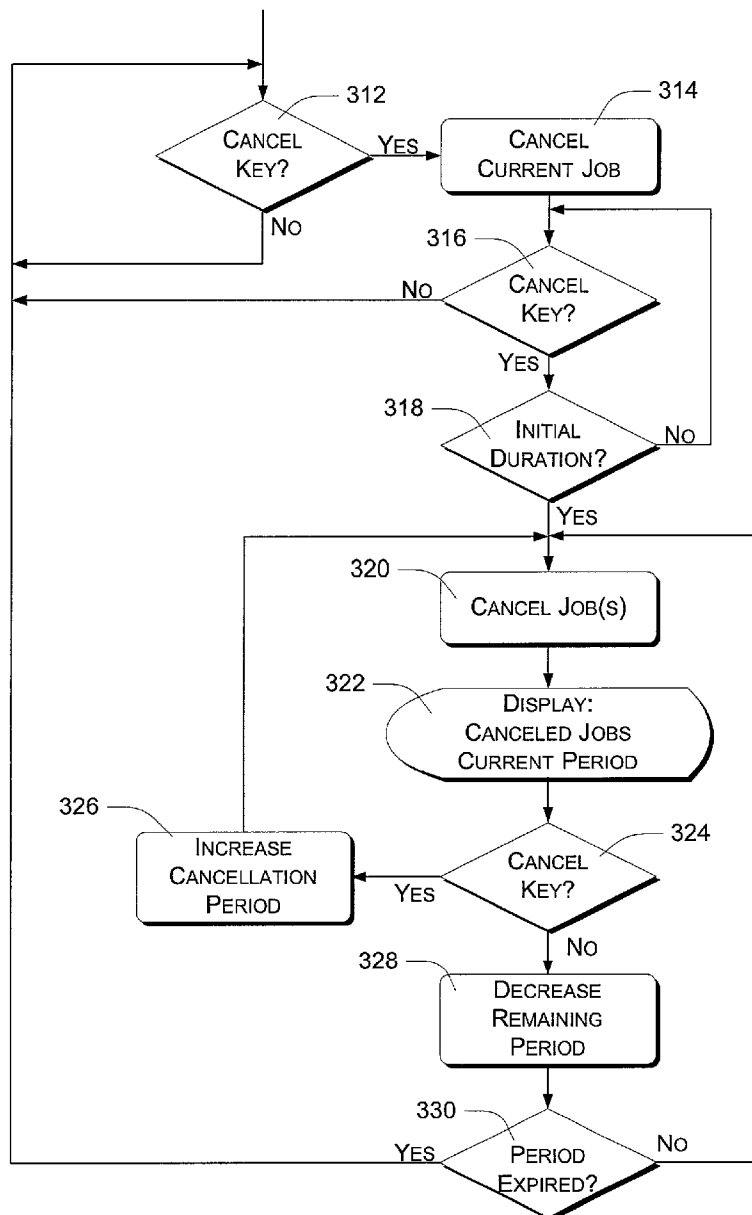 312
CANCEL
KEY?
YES
NO
314
CANCEL
CURRENT JOB
316
CANCEL
KEY?
NO
YES
318
INITIAL
DURATION?
NO
YES
320
CANCEL JOB(S)
322
DISPLAY:
CANCELED JOBS
CURRENT PERIOD
326
INCREASE
CANCELLATION
PERIOD
324
CANCEL
KEY?
YES
NO
328
DECREASE
REMAINING
PERIOD
330
PERIOD
EXPIRED?
YES
NO